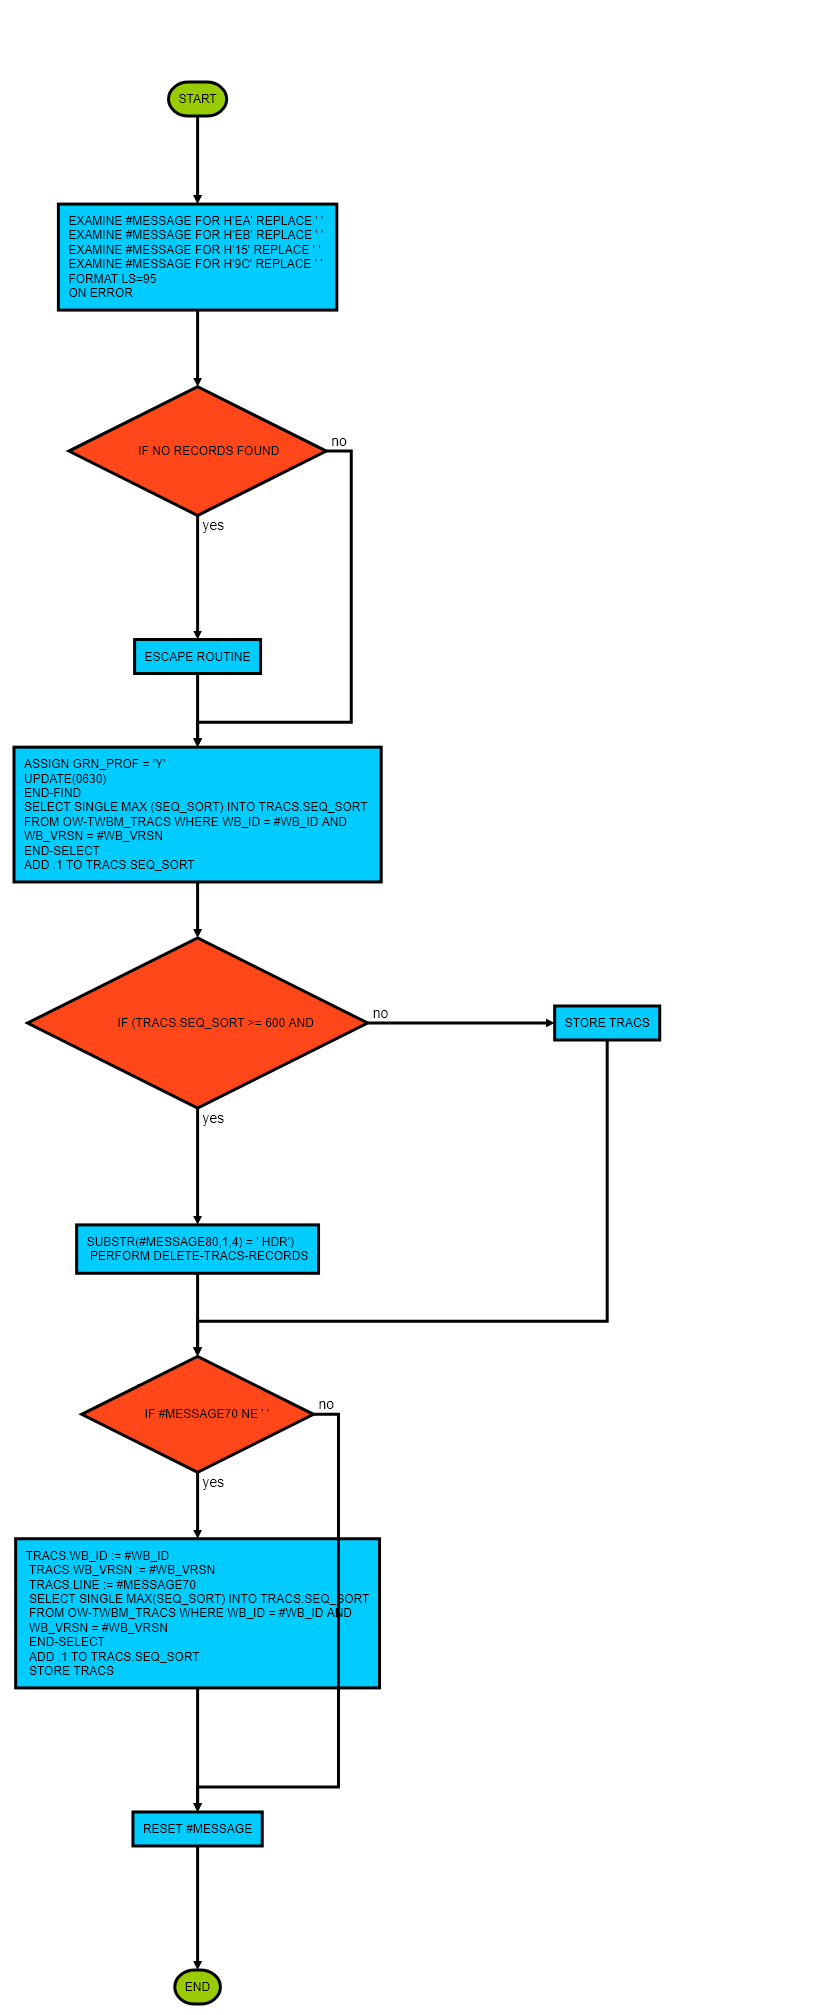 START
EXAMINE #MESSAGE FOR H'EA' REPLACE ' '
EXAMINE #MESSAGE FOR H'EB' REPLACE ' '
EXAMINE #MESSAGE FOR H'15' REPLACE ' '
EXAMINE #MESSAGE FOR H'9C' REPLACE ' '
FORMAT LS=95
ON ERROR
IF NO RECORDS FOUND
no
yes
ESCAPE ROUTINE
ASSIGN GRN_PROF = 'Y'
UPDATE(0630)
END-FIND
SELECT SINGLE MAX (SEQ_SORT) INTO TRACS.SEQ_SORT
FROM OW-TWBM_TRACS WHERE WB_ID = #WB_ID AND
WB_VRSN = #WB_VRSN
END-SELECT
ADD .1 TO TRACS.SEQ_SORT
IF (TRACS.SEQ_SORT >= 600 AND
no
STORE TRACS
yes
SUBSTR(#MESSAGE80,1,4) = ' HDR')
PERFORM DELETE-TRACS-RECORDS
IF #MESSAGE70 NE ' '
no
yes
TRACS.WB_ID := #WB_ID
TRACS.WB_VRSN := #WB_VRSN
TRACS.LINE := #MESSAGE70
SELECT SINGLE MAX(SEQ_SORT) INTO TRACS.SEQ_SORT
FROM OW-TWBM_TRACS WHERE WB_ID = #WB_ID AND
WB_VRSN = #WB_VRSN
END-SELECT
ADD .1 TO TRACS.SEQ_SORT
STORE TRACS
RESET #MESSAGE
END